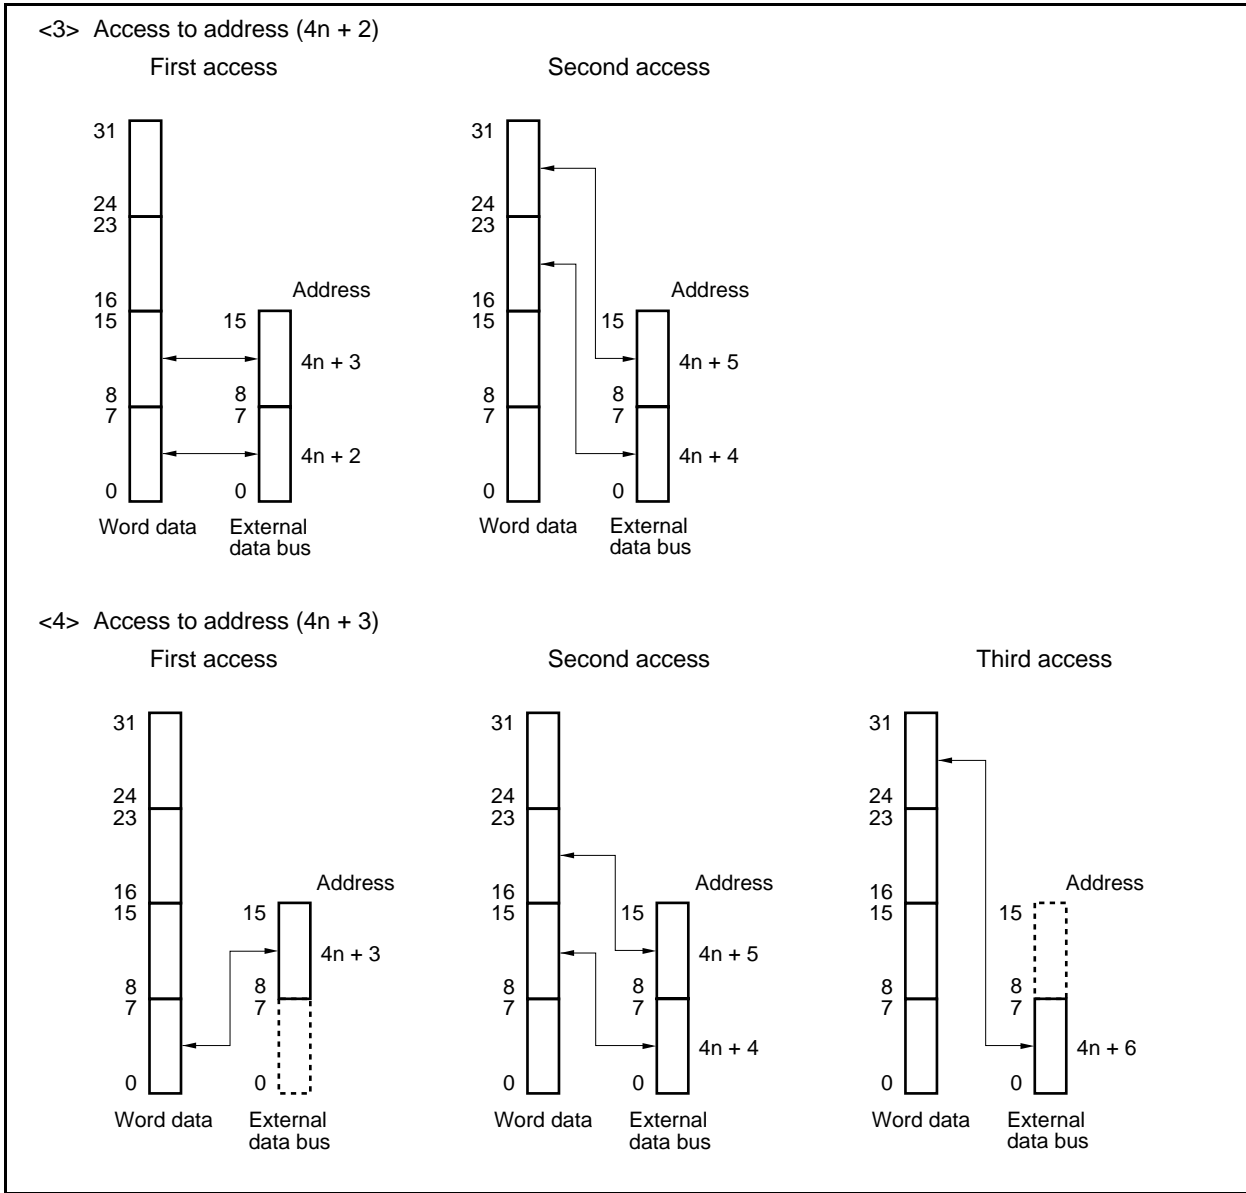 <3> Access to address (4n + 2)
First access
Second access
31
24
23
16
15
8
7
0
Address
15
4n + 3
8
7
4n + 2
0
Word data
External
data bus
31
24
23
16
15
8
7
0
Address
15
4n + 5
8
7
4n + 4
0
Word data
External
data bus
<4> Access to address (4n + 3)
First access
Second access
Third access
31
24
23
16
15
8
7
0
Address
15
4n + 3
8
7
0
Word data
External
data bus
31
24
23
16
15
8
7
0
Address
15
4n + 5
8
7
4n + 4
0
Word data
External
data bus
31
24
23
16
15
8
7
0
Address
15
8
7
4n + 6
0
Word data
External
data bus